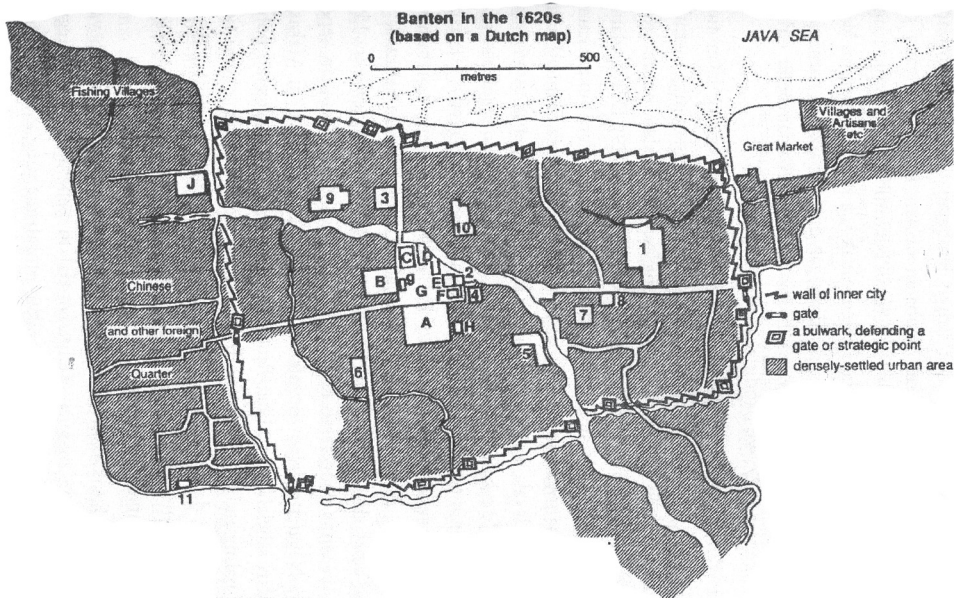 Banten in the 1620s
(based on a Dutch map)
0 500
metres
JAVA SEA
Fishing Villages
Villages and
Artisans
etc
Great Market
J
9
3
10
1
C
D
2
B
g
E
G
F
4
8
A
H
7
5
6
Chinese
and other foreign
Quarter
11
wall of inner city
gate
a bulwark, defending a
gate or strategic point
densely-settled urban area